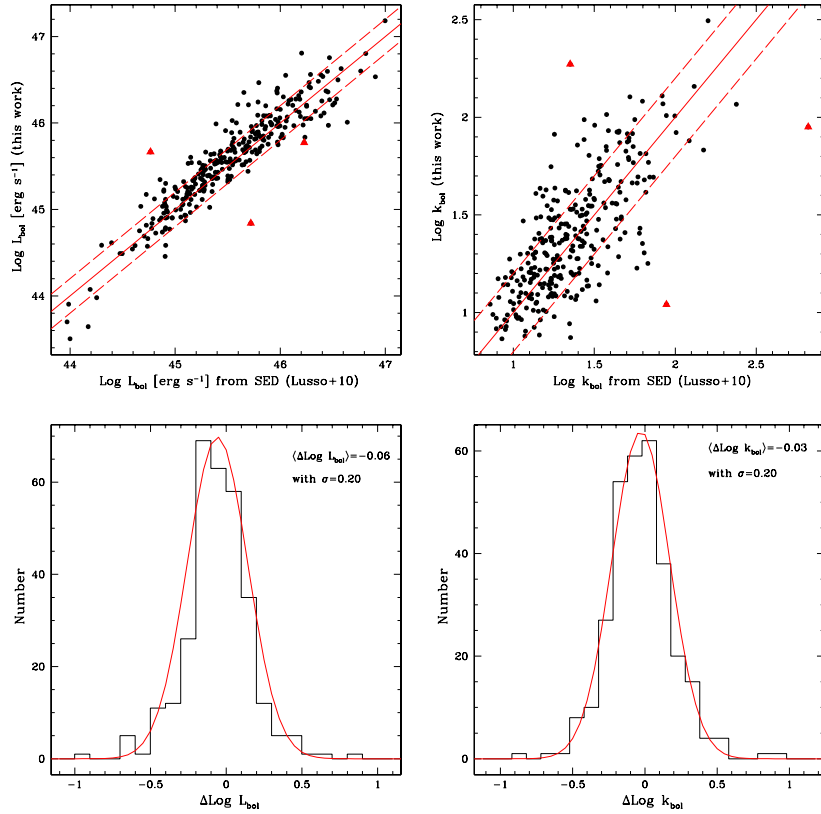 47
46
45
44
Log L_bol [erg s⁻¹] (this work)
44 45 46 47
Log L_bol [erg s⁻¹] from SED (Lusso+10)
2.5
2
1.5
1
Log k_bol (this work)
1 1.5 2 2.5
Log k_bol from SED (Lusso+10)
60
40
20
0
Number
⟨ΔLog L_bol⟩=−0.06
with σ=0.20
−1 −0.5 0 0.5 1
ΔLog L_bol
60
40
20
0
Number
⟨ΔLog k_bol⟩=−0.03
with σ=0.20
−1 −0.5 0 0.5 1
ΔLog k_bol